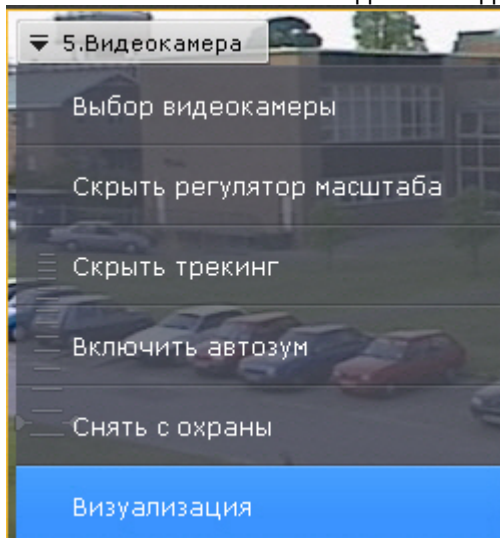 5.Видеокамера
Выбор видеокамеры
Скрыть регулятор масштаба
Скрыть трекинг
Включить автозум
Снять с охраны
Визуализация